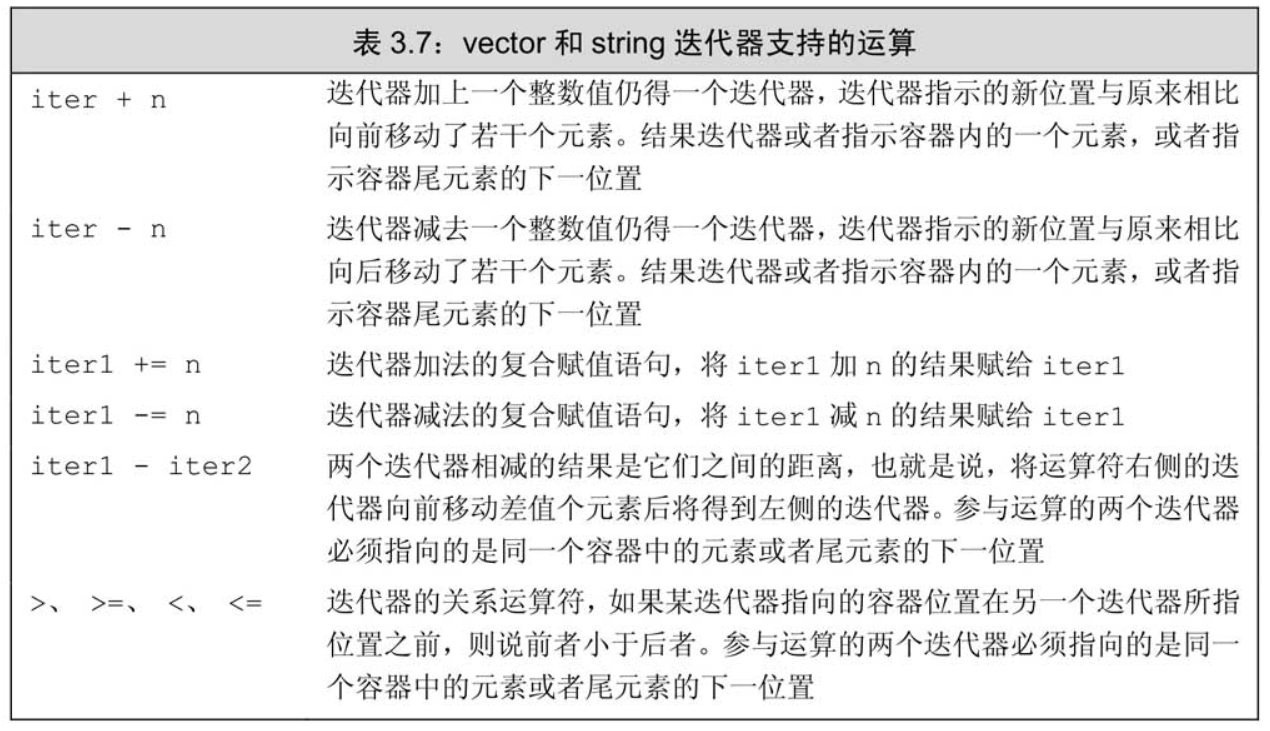 表 3.7：vector 和 string 迭代器支持的运算
iter + n 迭代器加上一个整数值仍得一个迭代器，迭代器指示的新位置与原来相比
向前移动了若干个元素。结果迭代器或者指示容器内的一个元素，或者指
示容器尾元素的下一位置
iter - n 迭代器减去一个整数值仍得一个迭代器，迭代器指示的新位置与原来相比
向后移动了若干个元素。结果迭代器或者指示容器内的一个元素，或者指
示容器尾元素的下一位置
iter1 += n 迭代器加法的复合赋值语句，将 iter1 加 n 的结果赋给 iter1
iter1 -= n 迭代器减法的复合赋值语句，将 iter1 减 n 的结果赋给 iter1
iter1 - iter2 两个迭代器相减的结果是它们之间的距离，也就是说，将运算符右侧的迭
代器向前移动差值个元素后将得到左侧的迭代器。参与运算的两个迭代器
必须指向的是同一个容器中的元素或者尾元素的下一位置
>、 >=、 <、 <= 迭代器的关系运算符，如果某迭代器指向的容器位置在另一个迭代器所指
位置之前，则说前者小于后者。参与运算的两个迭代器必须指向的是同一
个容器中的元素或者尾元素的下一位置